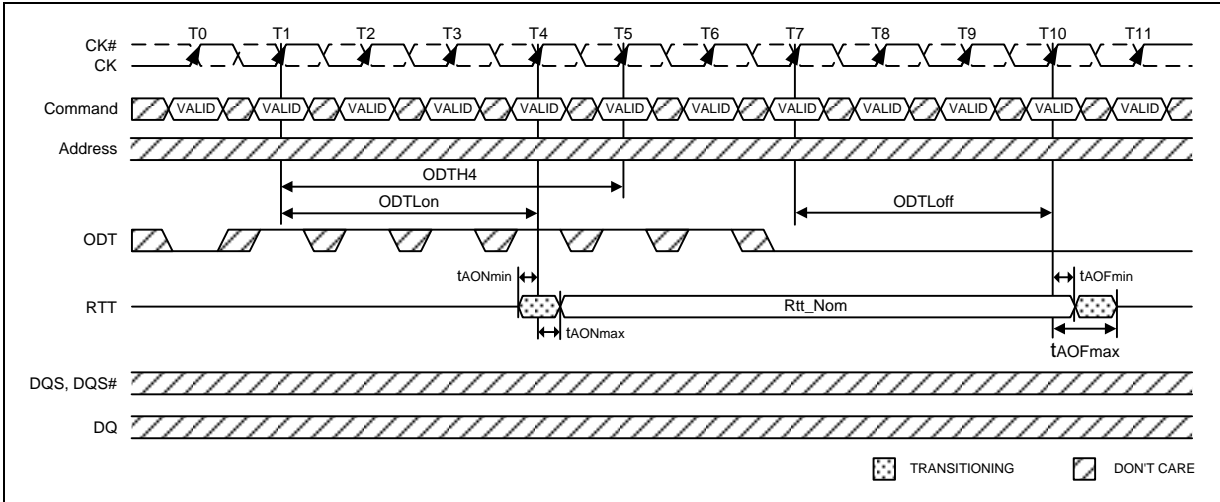 T0 T1 T2 T3 T4 T5 T6 T7 T8 T9 T10 T11
CK#
CK
Command VALID VALID VALID VALID VALID VALID VALID VALID VALID VALID VALID VALID
Address
ODTH4
ODTLon ODTLoff
ODT
tAONmin tAOFmin
RTT Rtt_Nom
tAONmax
tAOFmax
DQS, DQS#
DQ
TRANSITIONING DON'T CARE